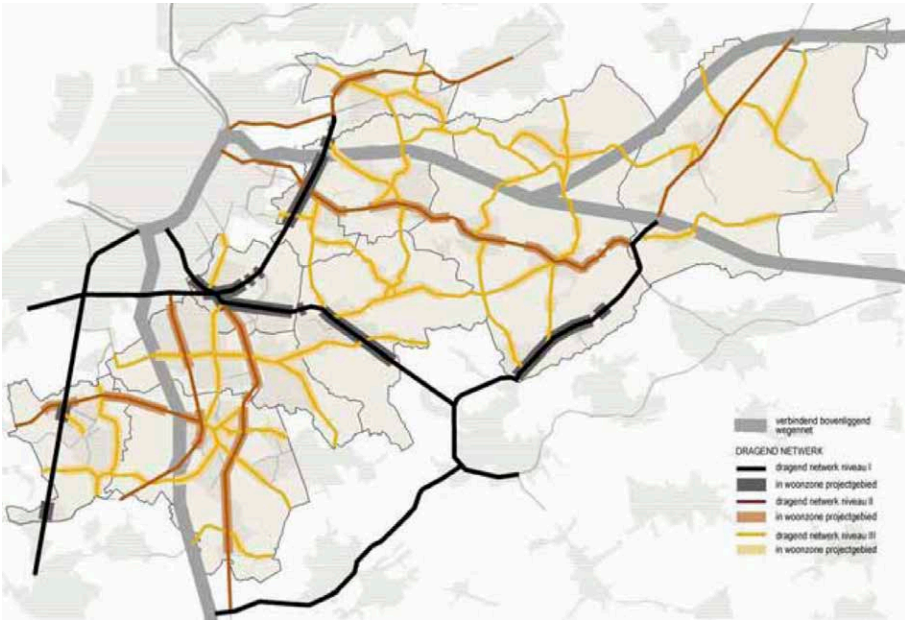 verbindend bovenliggend
wegennet
DRAGEND NETWERK
dragend netwerk niveau I
in woonzone projectgebied
dragend netwerk niveau II
in woonzone projectgebied
dragend netwerk niveau III
in woonzone projectgebied